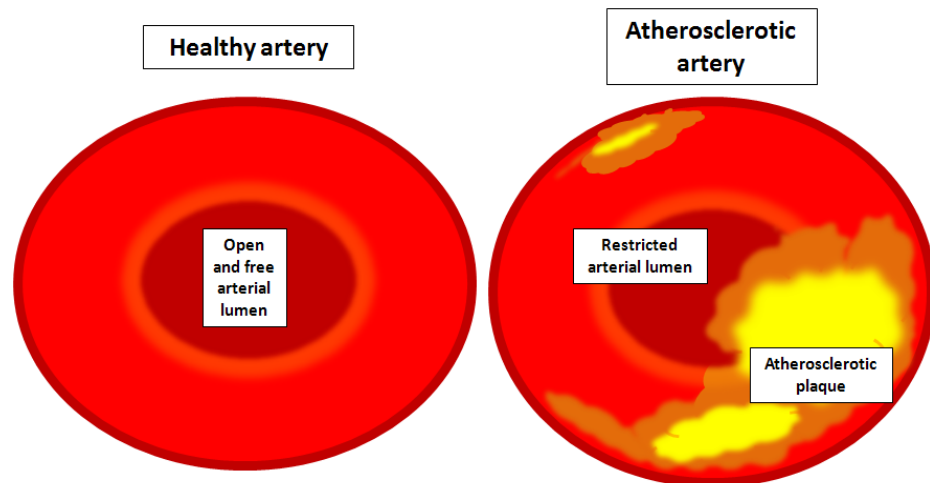 Healthy artery
Atherosclerotic
artery
Open
and free
arterial
lumen
Restricted
arterial lumen
Atherosclerotic
plaque